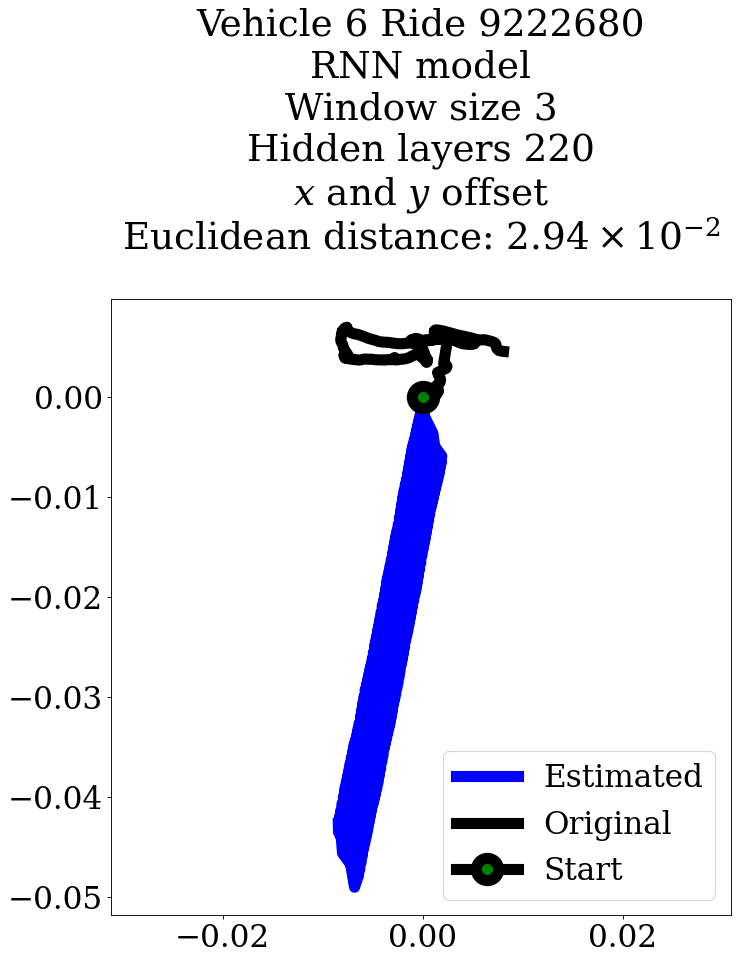 Vehicle 6 Ride 9222680
RNN model
Window size 3
Hidden layers 220
x and y offset
Euclidean distance: 2.94 × 10⁻²
0.00
−0.01
−0.02
−0.03
−0.04
−0.05
Estimated
Original
Start
−0.02 0.00 0.02